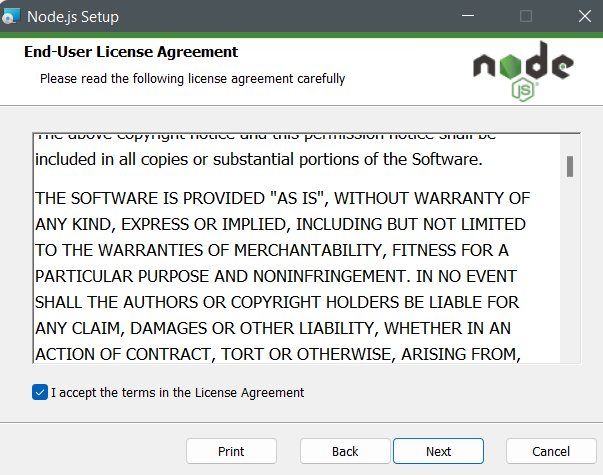 Node.js Setup
End-User License Agreement
Please read the following license agreement carefully
node
JS
The above copyright notice and this permission notice shall be
included in all copies or substantial portions of the Software.
THE SOFTWARE IS PROVIDED "AS IS", WITHOUT WARRANTY OF
ANY KIND, EXPRESS OR IMPLIED, INCLUDING BUT NOT LIMITED
TO THE WARRANTIES OF MERCHANTABILITY, FITNESS FOR A
PARTICULAR PURPOSE AND NONINFRINGEMENT. IN NO EVENT
SHALL THE AUTHORS OR COPYRIGHT HOLDERS BE LIABLE FOR
ANY CLAIM, DAMAGES OR OTHER LIABILITY, WHETHER IN AN
ACTION OF CONTRACT, TORT OR OTHERWISE, ARISING FROM,
I accept the terms in the License Agreement
Print
Back
Next
Cancel